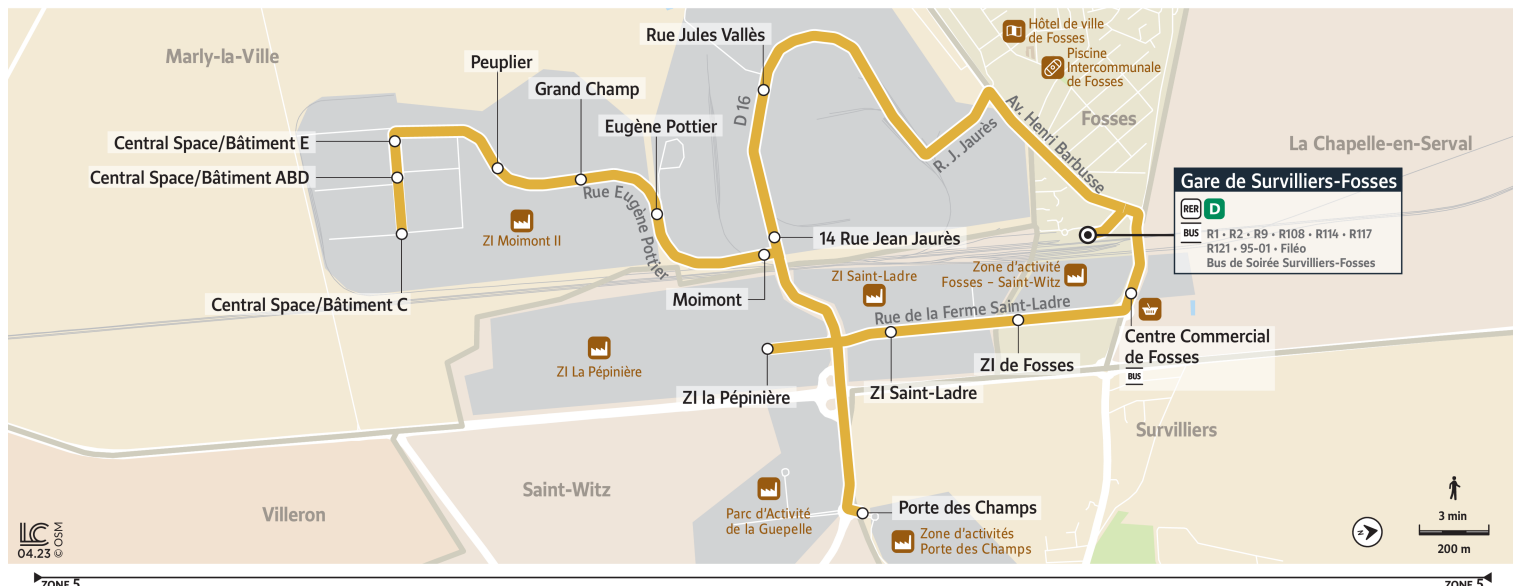 Marly-la-Ville
Peuplier
Grand Champ
Eugène Pottier
Rue Jules Vallès
D 16
Hôtel de ville
de Fosses
Piscine
Intercommunale
de Fosses
Fosses
Av. Henri Barbusse
R. J. Jaurès
La Chapelle-en-Serval
Central Space/Bâtiment E
Central Space/Bâtiment ABD
Central Space/Bâtiment C
Rue Eugène Pottier
ZI Moimont II
Moimont
14 Rue Jean Jaurès
Gare de Survilliers-Fosses
RER D
BUS R1 • R2 • R9 • R108 • R114 • R117
R121 • 95-01 • Filéo
Bus de Soirée Survilliers-Fosses
ZI Saint-Ladre
Zone d'activité
Fosses – Saint-Witz
Rue de la Ferme Saint-Ladre
Centre Commercial
de Fosses
BUS
ZI de Fosses
ZI Saint-Ladre
ZI la Pépinière
ZI La Pépinière
Survilliers
Saint-Witz
Villeron
Parc d'Activité
de la Guepelle
Porte des Champs
Zone d'activités
Porte des Champs
LC
04.23 © OSM
N
3 min
200 m
ZONE 5
ZONE 5